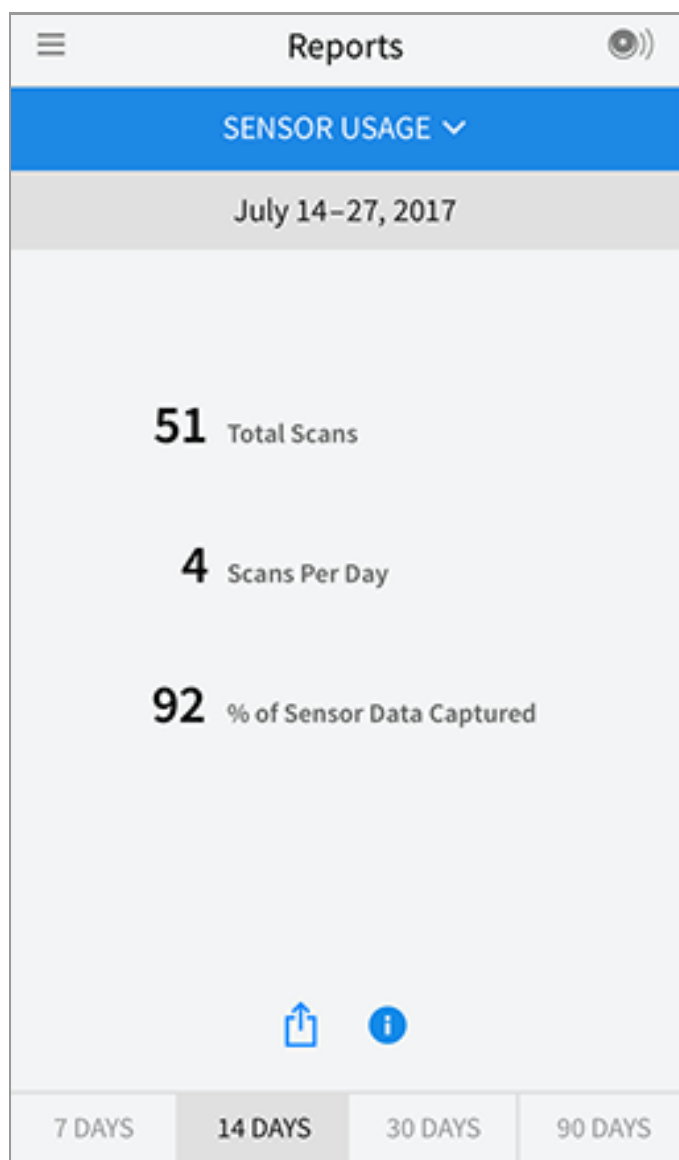 Reports
SENSOR USAGE
July 14–27, 2017
51 Total Scans
4 Scans Per Day
92 % of Sensor Data Captured
7 DAYS 14 DAYS 30 DAYS 90 DAYS